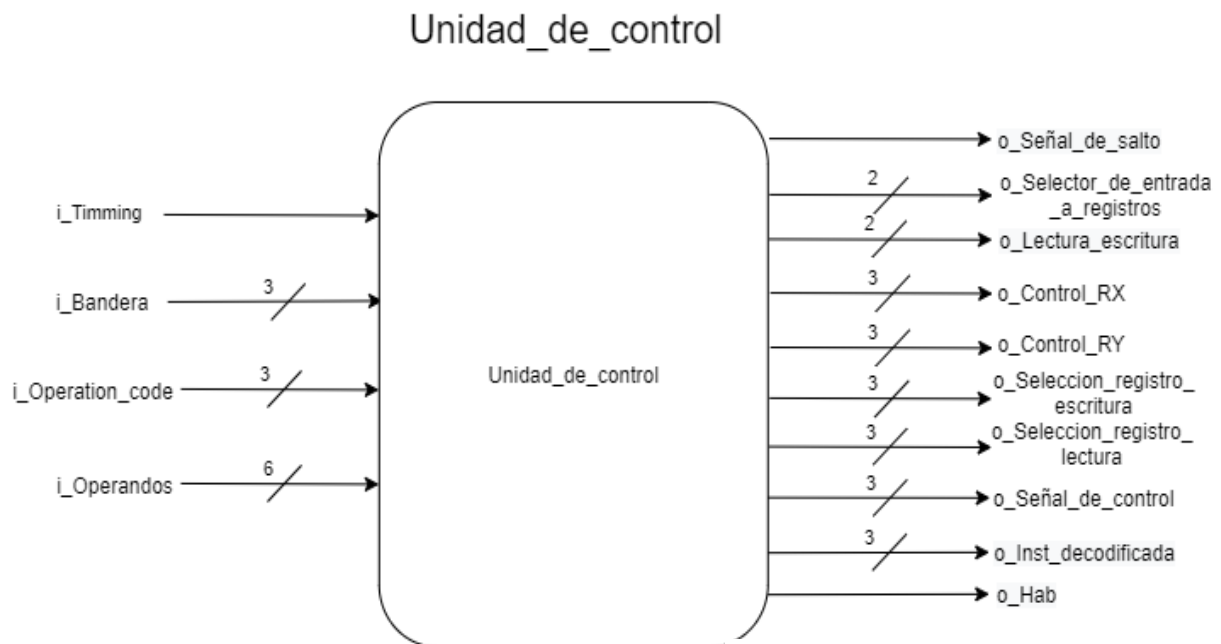 Unidad_de_control
i_Timming
3
i_Bandera
3
i_Operation_code
6
i_Operandos
Unidad_de_control
o_Señal_de_salto
2
o_Selector_de_entrada
_a_registros
2
o_Lectura_escritura
3
o_Control_RX
3
o_Control_RY
3
o_Seleccion_registro_
escritura
3
o_Seleccion_registro_
lectura
3
o_Señal_de_control
3
o_Inst_decodificada
o_Hab